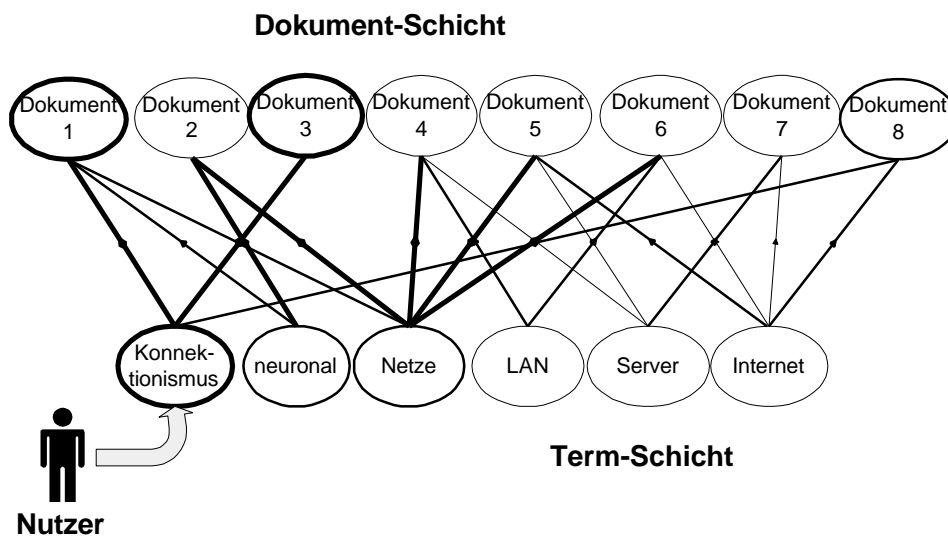 Dokument-Schicht
Dokument
1
Dokument
2
Dokument
3
Dokument
4
Dokument
5
Dokument
6
Dokument
7
Dokument
8
Konnek-
tionismus
neuronal
Netze
LAN
Server
Internet
Term-Schicht
Nutzer